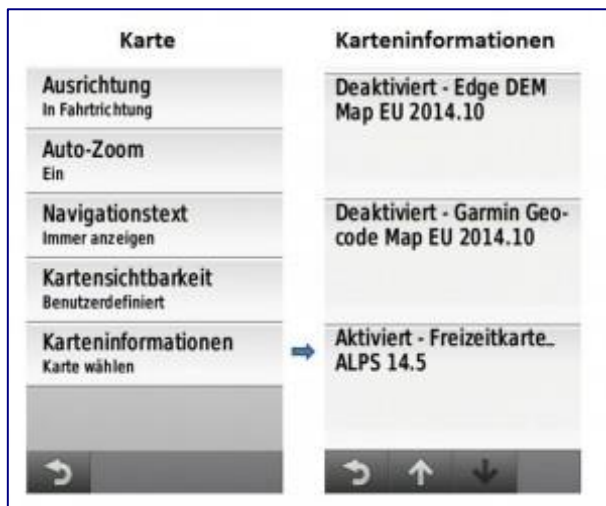 Karte
Ausrichtung
In Fahrtrichtung
Auto-Zoom
Ein
Navigationstext
Immer anzeigen
Kartensichtbarkeit
Benutzerdefiniert
Karteninformationen
Karte wählen
Karteninformationen
Deaktiviert - Edge DEM
Map EU 2014.10
Deaktiviert - Garmin Geo-
code Map EU 2014.10
Aktiviert - Freizeitkarte_
ALPS 14.5